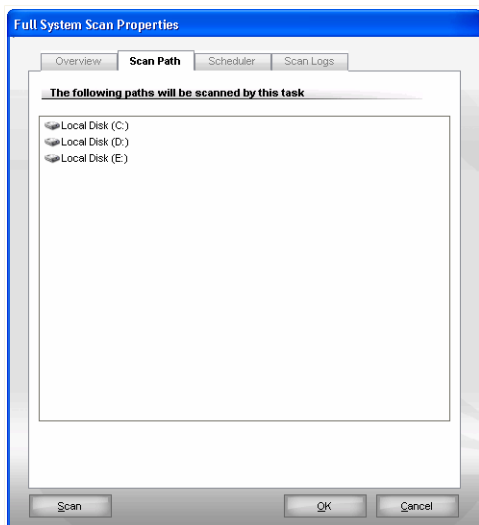 Full System Scan Properties
Overview Scan Path Scheduler Scan Logs
The following paths will be scanned by this task
Local Disk (C:)
Local Disk (D:)
Local Disk (E:)
Scan OK Cancel